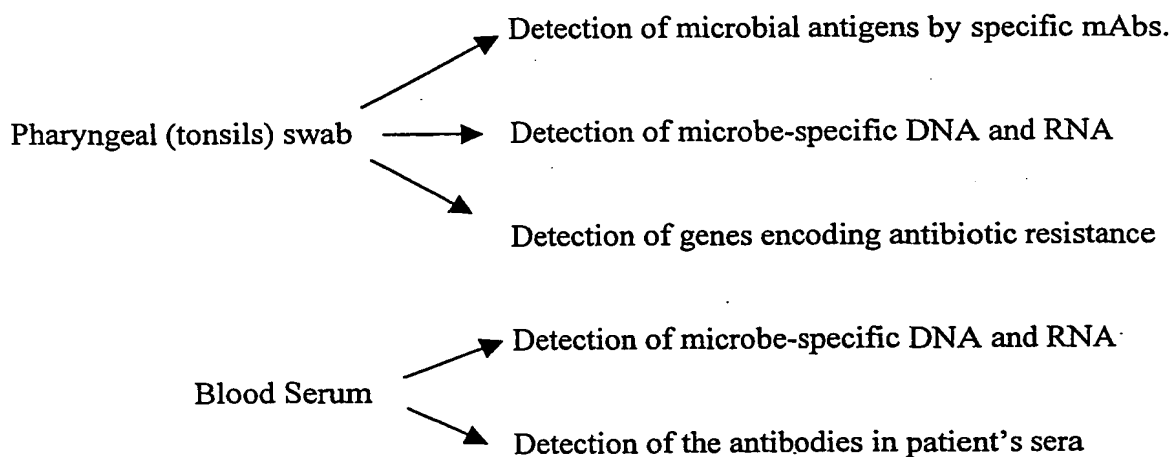 Detection of microbial antigens by specific mAbs.
Pharyngeal (tonsils) swab
Detection of microbe-specific DNA and RNA
Detection of genes encoding antibiotic resistance
Detection of microbe-specific DNA and RNA
Blood Serum
Detection of the antibodies in patient's sera